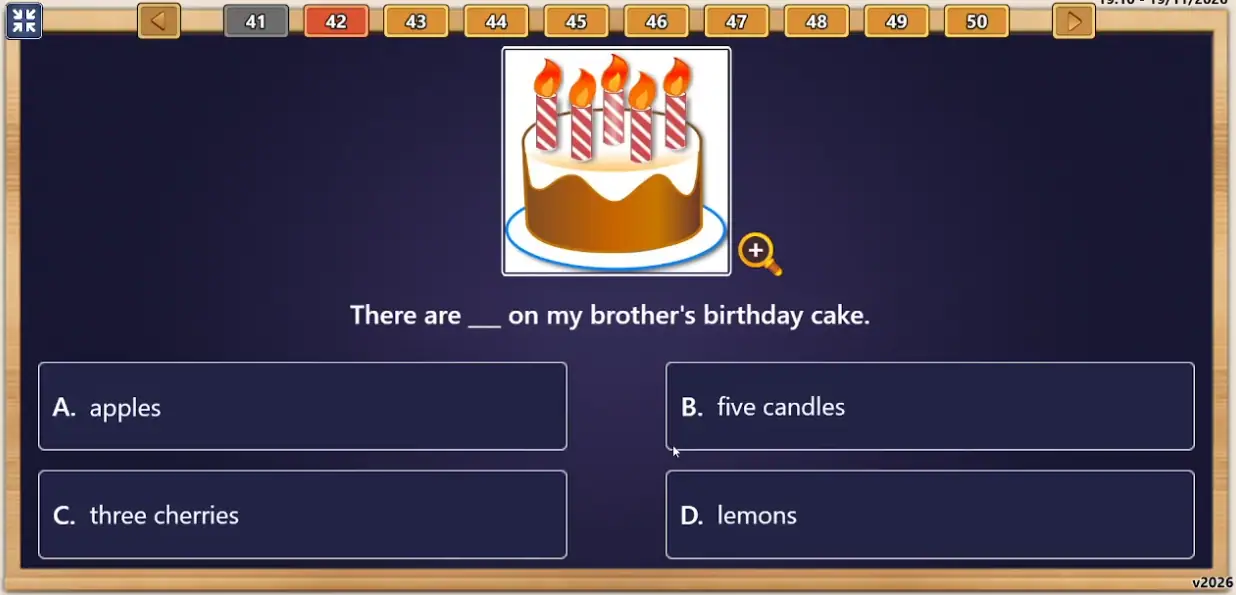 41 42 43 44 45 46 47 48 49 50
There are ___ on my brother's birthday cake.
A. apples
B. five candles
C. three cherries
D. lemons
v2026